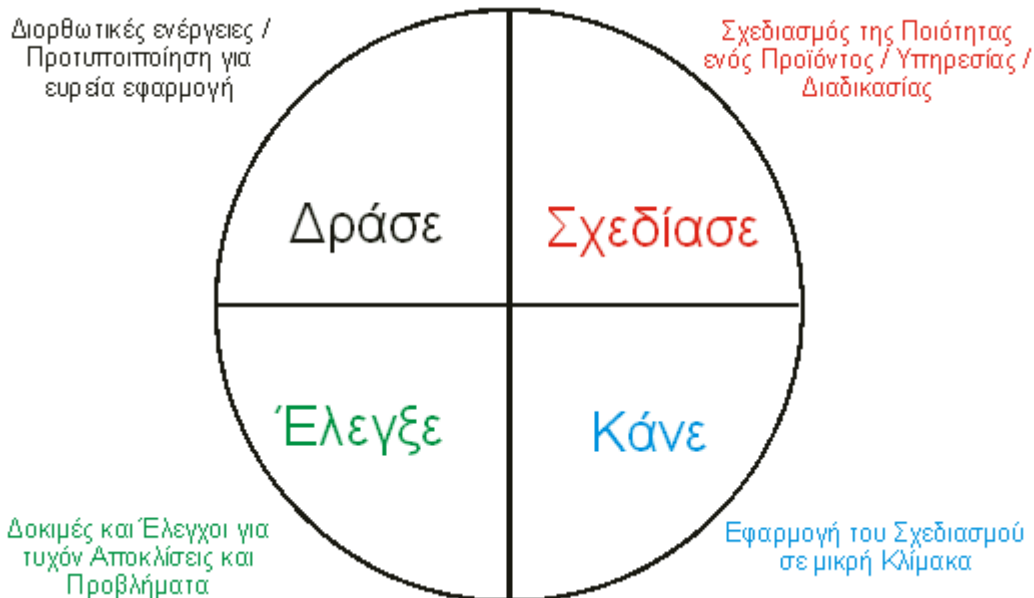 Διορθωτικές ενέργειες /
Προτυποποίηση για
ευρεία εφαρμογή
Σχεδιασμός της Ποιότητας
ενός Προϊόντος / Υπηρεσίας /
Διαδικασίας
Δράσε
Σχεδίασε
Έλεγξε
Κάνε
Δοκιμές και Έλεγχοι για
τυχόν Αποκλίσεις και
Προβλήματα
Εφαρμογή του Σχεδιασμού
σε μικρή Κλίμακα